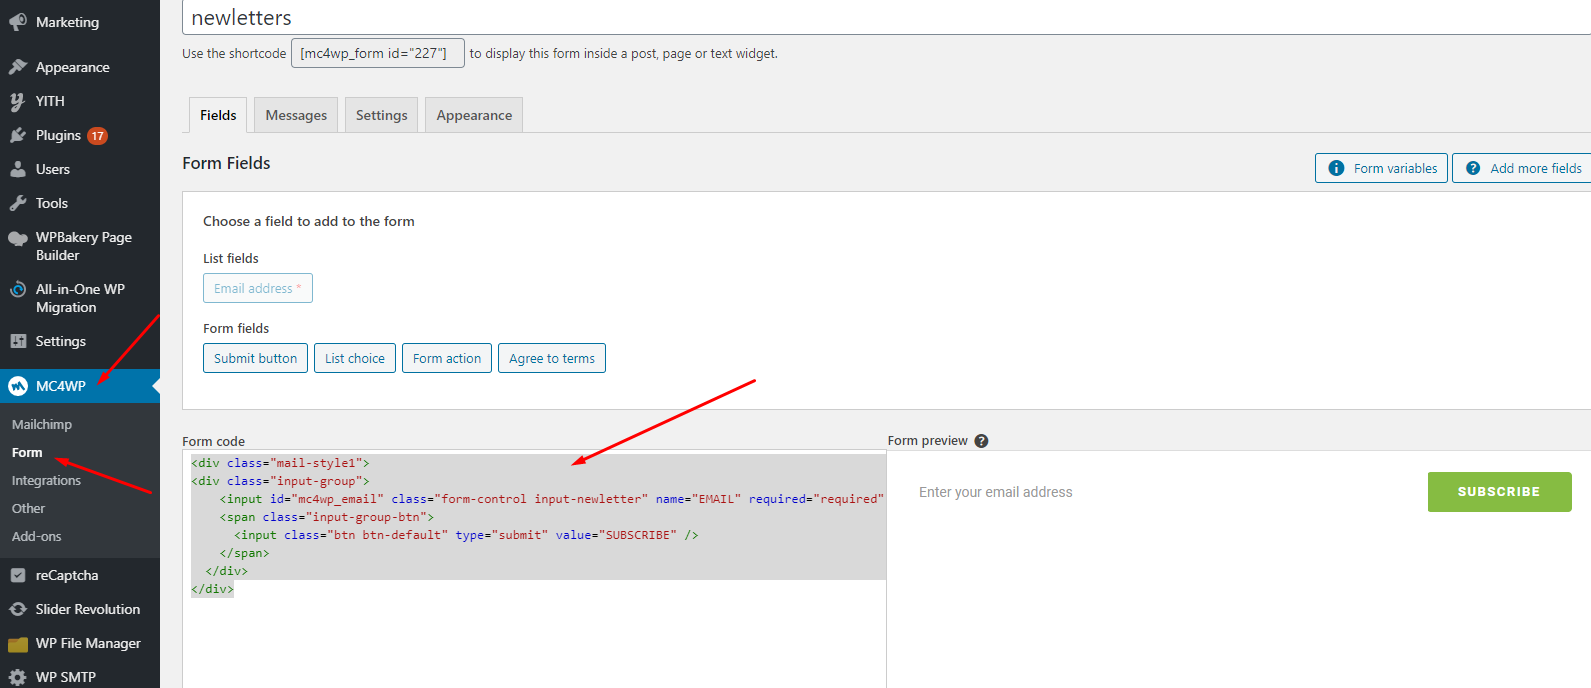 Marketing
Appearance
YITH
Plugins 17
Users
Tools
WPBakery Page
Builder
All-in-One WP
Migration
Settings
MC4WP
Mailchimp
Form
Integrations
Other
Add-ons
reCaptcha
Slider Revolution
WP File Manager
WP SMTP
newletters
Use the shortcode [mc4wp_form id="227"] to display this form inside a post, page or text widget.
Fields Messages Settings Appearance
Form Fields
Form variables Add more fields
Choose a field to add to the form
List fields
Email address *
Form fields
Submit button List choice Form action Agree to terms
Form code
<div class="mail-style1">
<div class="input-group">
<input id="mc4wp_email" class="form-control input-newletter" name="EMAIL" required="required"
<span class="input-group-btn">
<input class="btn btn-default" type="submit" value="SUBSCRIBE" />
</span>
</div>
</div>
Form preview ?
Enter your email address SUBSCRIBE